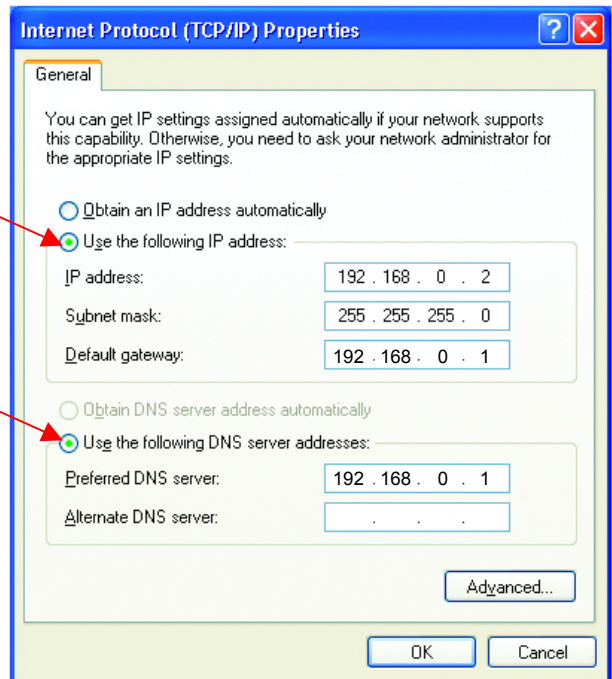 Internet Protocol (TCP/IP) Properties
General
You can get IP settings assigned automatically if your network supports
this capability. Otherwise, you need to ask your network administrator for
the appropriate IP settings.
Obtain an IP address automatically
Use the following IP address:
IP address: 192 . 168 . 0 . 2
Subnet mask: 255 . 255 . 255 . 0
Default gateway: 192 . 168 . 0 . 1
Obtain DNS server address automatically
Use the following DNS server addresses:
Preferred DNS server: 192 . 168 . 0 . 1
Alternate DNS server: . . .
Advanced...
OK Cancel